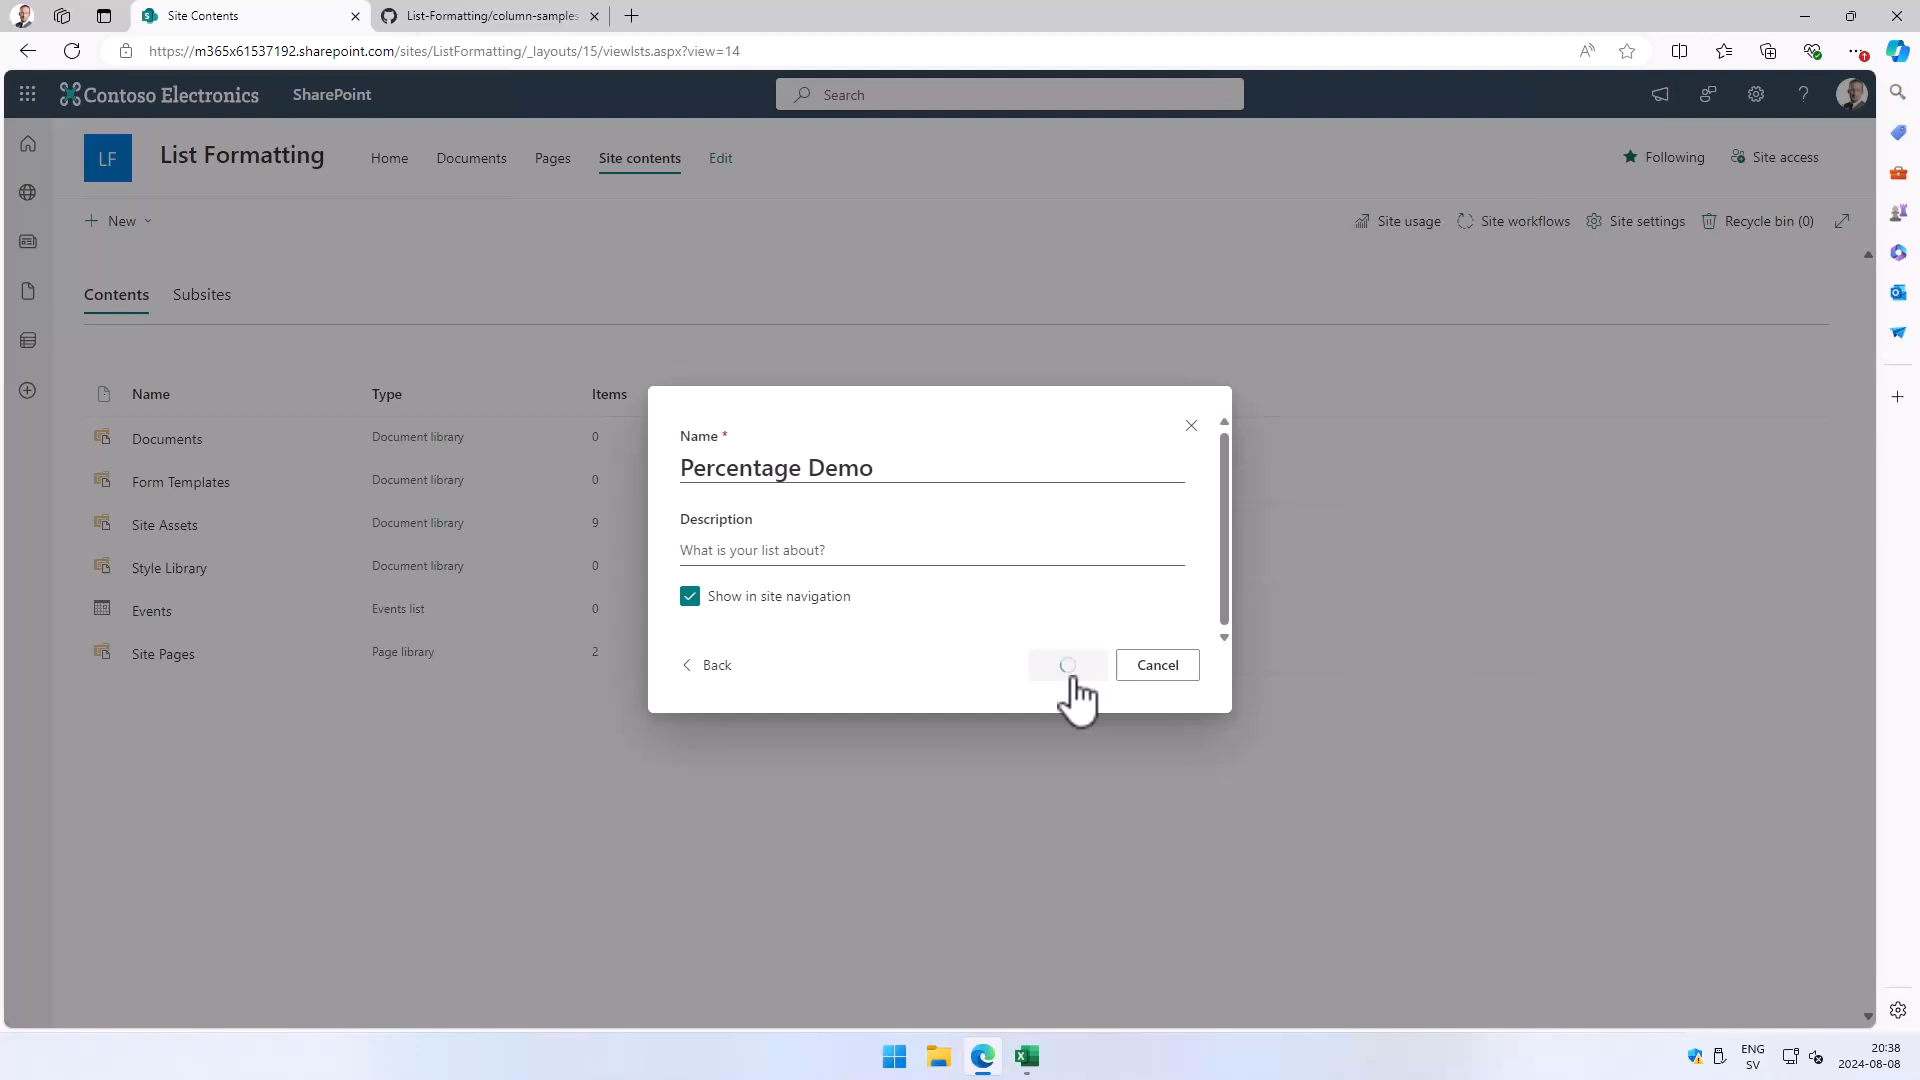 Site Contents
List-Formatting/column-samples
https://m365x61537192.sharepoint.com/sites/ListFormatting/_layouts/15/viewlsts.aspx?view=14
Contoso Electronics
SharePoint
Search
LF
List Formatting
Home
Documents
Pages
Site contents
Edit
Following
Site access
New
Site usage
Site workflows
Site settings
Recycle bin (0)
Contents
Subsites
Name
Type
Items
Documents
Document library
0
Form Templates
Document library
0
Site Assets
Document library
9
Style Library
Document library
0
Events
Events list
0
Site Pages
Page library
2
Name *
Percentage Demo
Description
What is your list about?
Show in site navigation
Back
Cancel
ENG
SV
20:38
2024-08-08